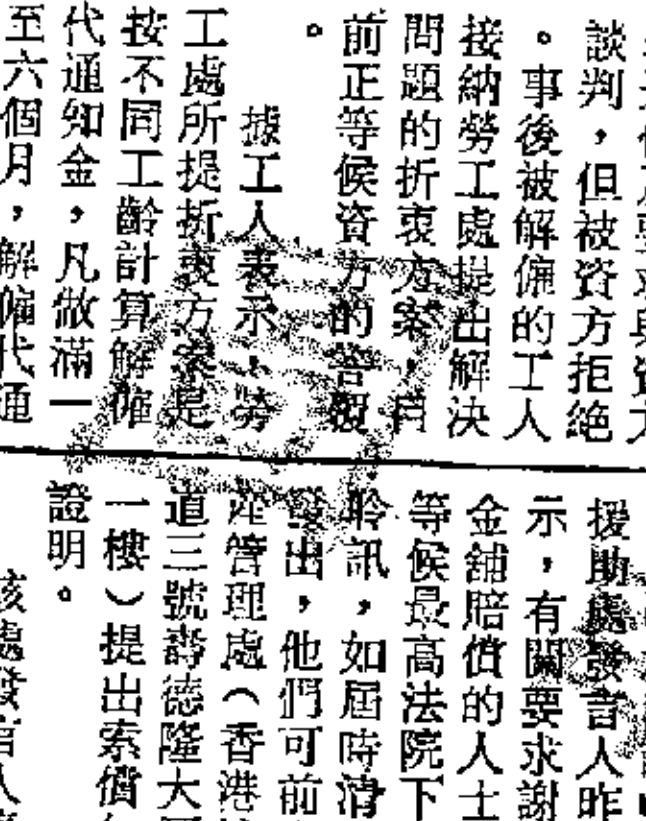 談判，但被資方拒絕
。事後被解僱的工人
接納勞工處提出解決
問題的折衷方案，目
前正等候資方的答覆
。
據工人表示，勞
工處所提折衷方案是
按不同工齡計算解僱
代通知金，凡做滿一
至六個月，解僱代通
援助處發言人昨
示，有關要求謝
金舖賠償的人士
等候最高法院下
聆訊，如屆時清
發出，他們可前
產管理處（香港
道三號壽德隆大
一樓）提出索償
證明。
該處發言人